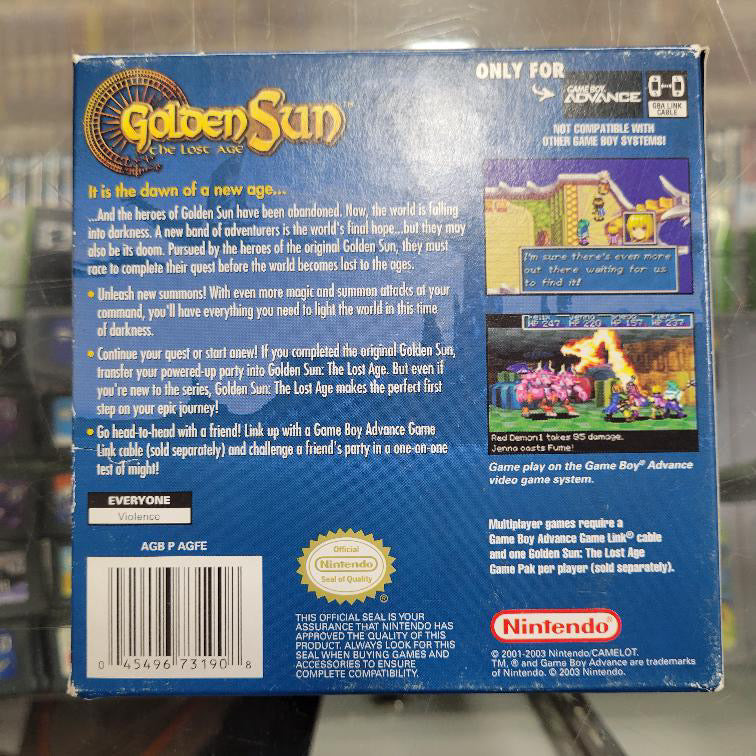 Golden Sun™
the Lost Age
ONLY FOR
GAME BOY
ADVANCE
GBA LINK
CABLE
NOT COMPATIBLE WITH
OTHER GAME BOY SYSTEMS!
It is the dawn of a new age...
...And the heroes of Golden Sun have been abandoned. Now, the world is falling
into darkness. A new band of adventurers is the world's final hope...but they may
also be its doom. Pursued by the heroes of the original Golden Sun, they must
race to complete their quest before the world becomes lost to the ages.
• Unleash new summons! With even more magic and summon attacks at your
command, you'll have everything you need to light the world in this time
of darkness.
• Continue your quest or start anew! If you completed the original Golden Sun,
transfer your powered-up party into Golden Sun: The Lost Age. But even if
you're new to the series, Golden Sun: The Lost Age makes the perfect first
step on your epic journey!
• Go head-to-head with a friend! Link up with a Game Boy Advance Game
Link cable (sold separately) and challenge a friend's party in a one-on-one
test of might!
I'm sure there's even more
out there waiting for us
to find it!
Felix Jenna Sheba Piers
HP 247 HP 220 HP 157 HP 237
Red Demon1 takes 95 damage.
Jenna casts Fume!
Game play on the Game Boy® Advance
video game system.
EVERYONE
Violence
AGB P AGFE
0 45496 73190 8
Official
Nintendo
Seal of Quality
®
THIS OFFICIAL SEAL IS YOUR
ASSURANCE THAT NINTENDO HAS
APPROVED THE QUALITY OF THIS
PRODUCT. ALWAYS LOOK FOR THIS
SEAL WHEN BUYING GAMES AND
ACCESSORIES TO ENSURE
COMPLETE COMPATIBILITY.
Multiplayer games require a
Game Boy Advance Game Link® cable
and one Golden Sun: The Lost Age
Game Pak per player (sold separately).
Nintendo®
© 2001-2003 Nintendo/CAMELOT.
TM, ® and Game Boy Advance are trademarks
of Nintendo. © 2003 Nintendo.